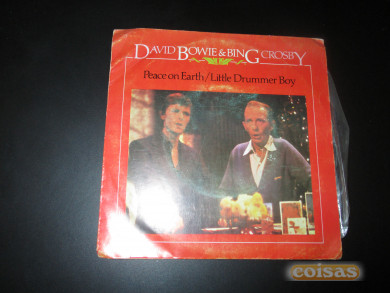 DAVID BOWIE & BING CROSBY
Peace on Earth/Little Drummer Boy
coisas